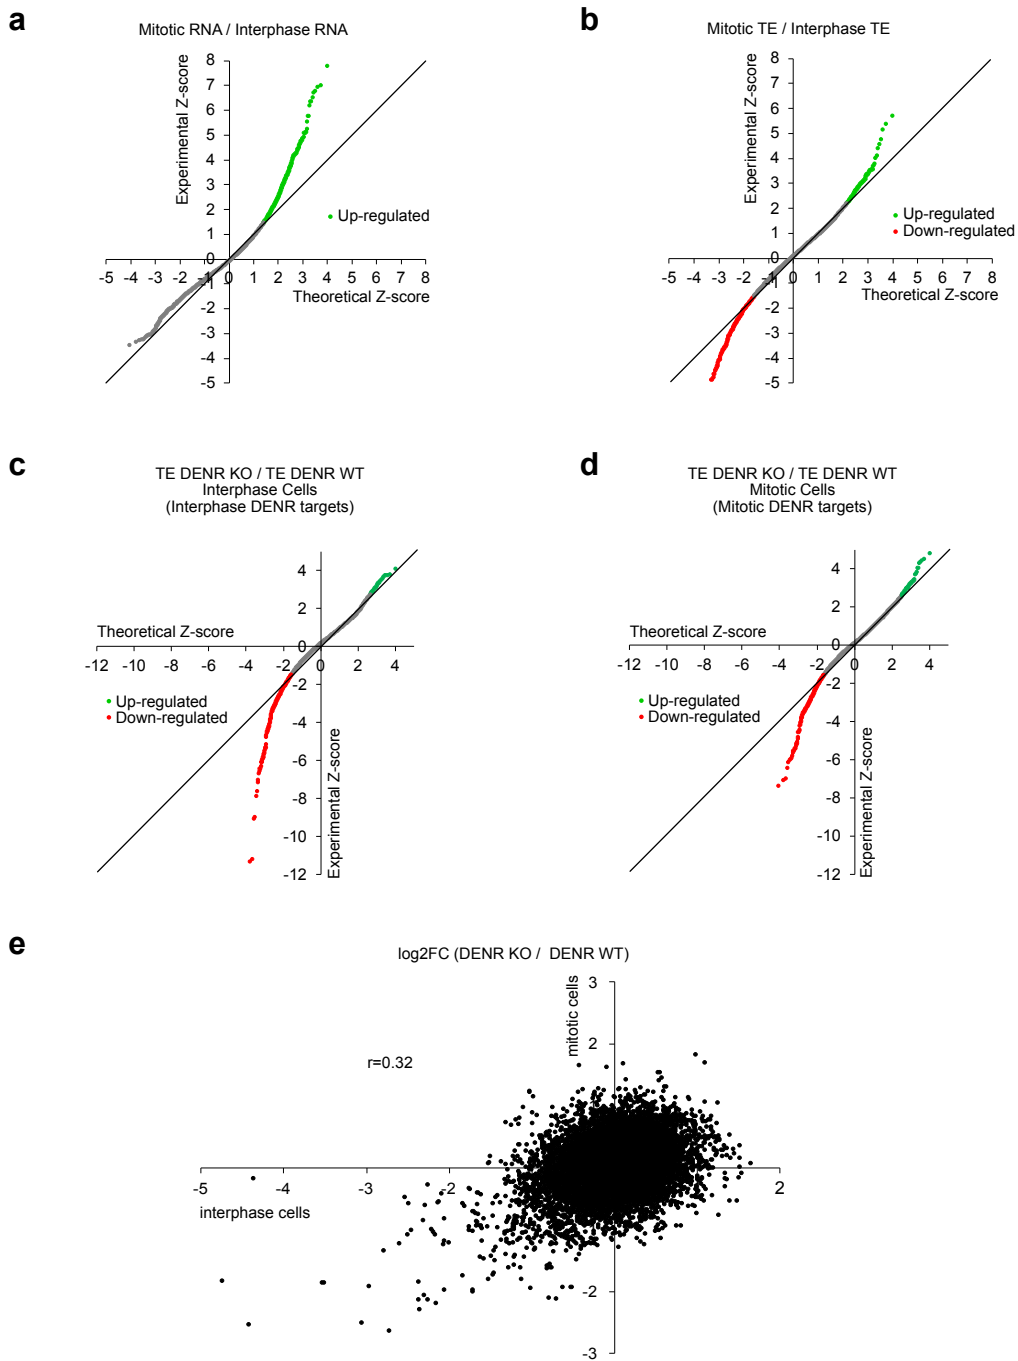 a
Mitotic RNA / Interphase RNA
Experimental Z-score
8
7
6
5
4
3
2
1
0
-1
-2
-3
-4
-5
-5 -4 -3 -2 -1 0 1 2 3 4 5 6 7 8
Theoretical Z-score
Up-regulated
b
Mitotic TE / Interphase TE
Experimental Z-score
8
7
6
5
4
3
2
1
0
-1
-2
-3
-4
-5
-5 -4 -3 -2 -1 0 1 2 3 4 5 6 7 8
Theoretical Z-score
Up-regulated
Down-regulated
c
TE DENR KO / TE DENR WT
Interphase Cells
(Interphase DENR targets)
4
2
0
-2
-4
-6
-8
-10
-12
Theoretical Z-score
-12 -10 -8 -6 -4 -2 0 2 4
Up-regulated
Down-regulated
Experimental Z-score
d
TE DENR KO / TE DENR WT
Mitotic Cells
(Mitotic DENR targets)
4
2
0
-2
-4
-6
-8
-10
-12
Theoretical Z-score
-12 -10 -8 -6 -4 -2 0 2 4
Up-regulated
Down-regulated
Experimental Z-score
e
log2FC (DENR KO / DENR WT)
mitotic cells
3
2
r=0.32
-5 -4 -3 -2 2
interphase cells
-2
-3